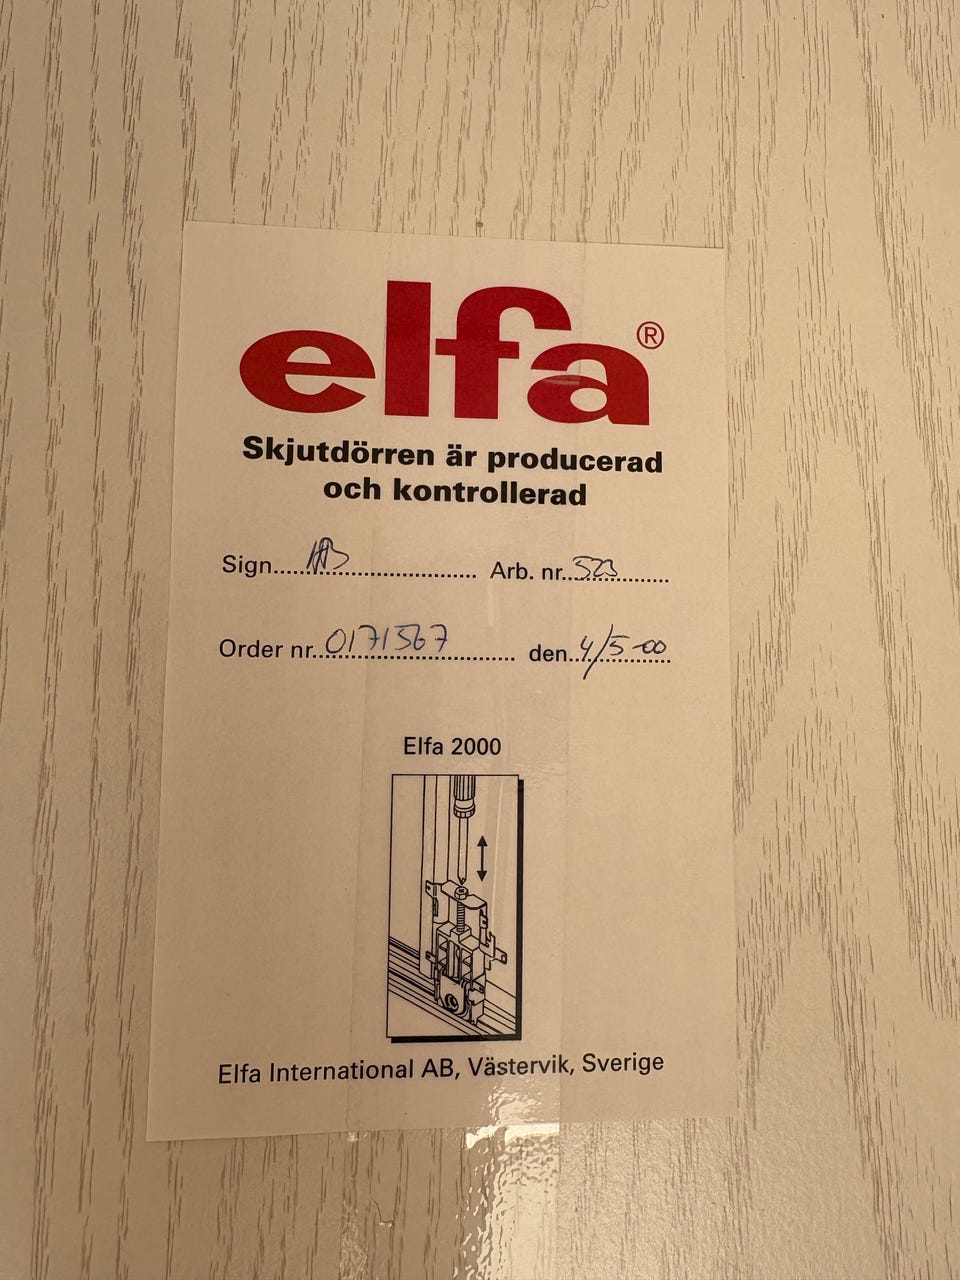 elfa®
Skjutdörren är producerad
och kontrollerad
Sign.................................. Arb. nr..523............
Order nr..0171567............... den..4/5-00......
Elfa 2000
Elfa International AB, Västervik, Sverige